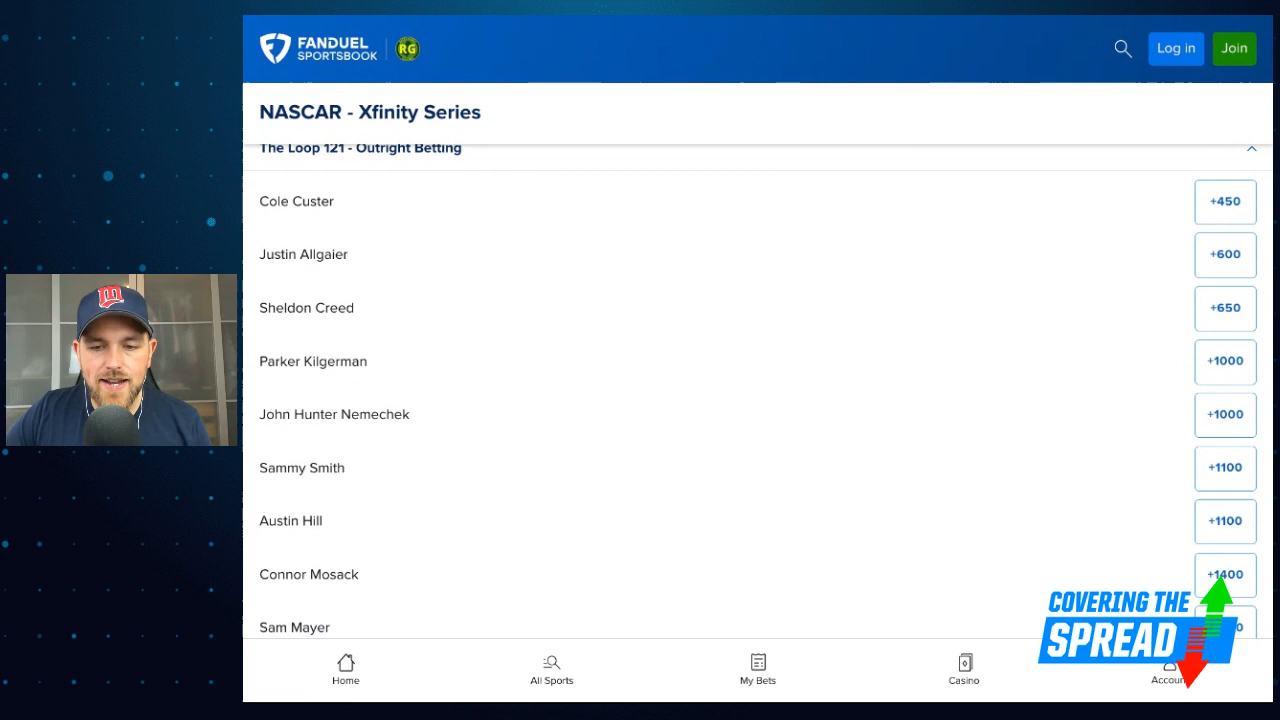 FANDUEL
SPORTSBOOK
RG
Log in
Join
NASCAR - Xfinity Series
The Loop 121 - Outright Betting
Cole Custer
+450
Justin Allgaier
+600
Sheldon Creed
+650
Parker Kilgerman
+1000
John Hunter Nemechek
+1000
Sammy Smith
+1100
Austin Hill
+1100
Connor Mosack
+1400
Sam Mayer
COVERING THE
SPREAD
Home
All Sports
My Bets
Casino